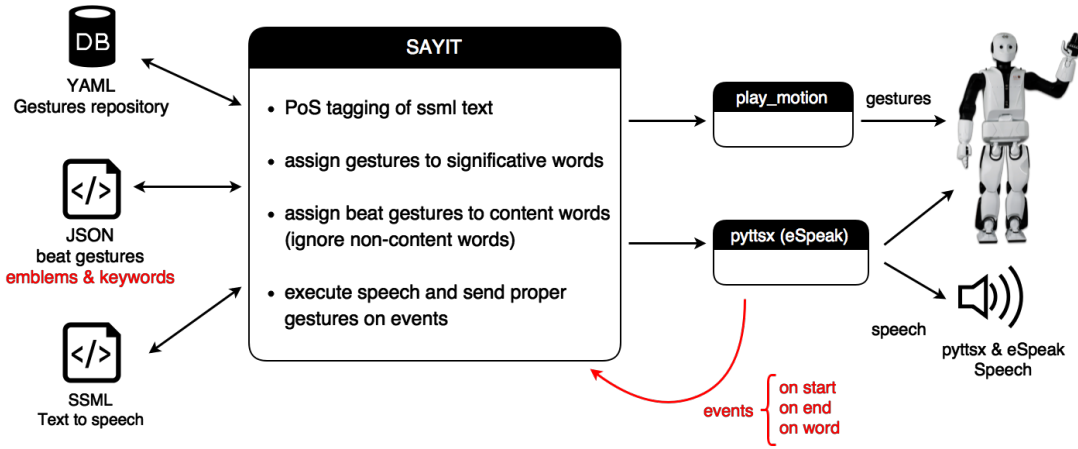 DB
YAML
Gestures repository
JSON
beat gestures
emblems & keywords
SSML
Text to speech
SAYIT
• PoS tagging of ssml text
• assign gestures to significative words
• assign beat gestures to content words
(ignore non-content words)
• execute speech and send proper
gestures on events
play_motion
gestures
pyttsx (eSpeak)
speech
pyttsx & eSpeak
Speech
events
on start
on end
on word